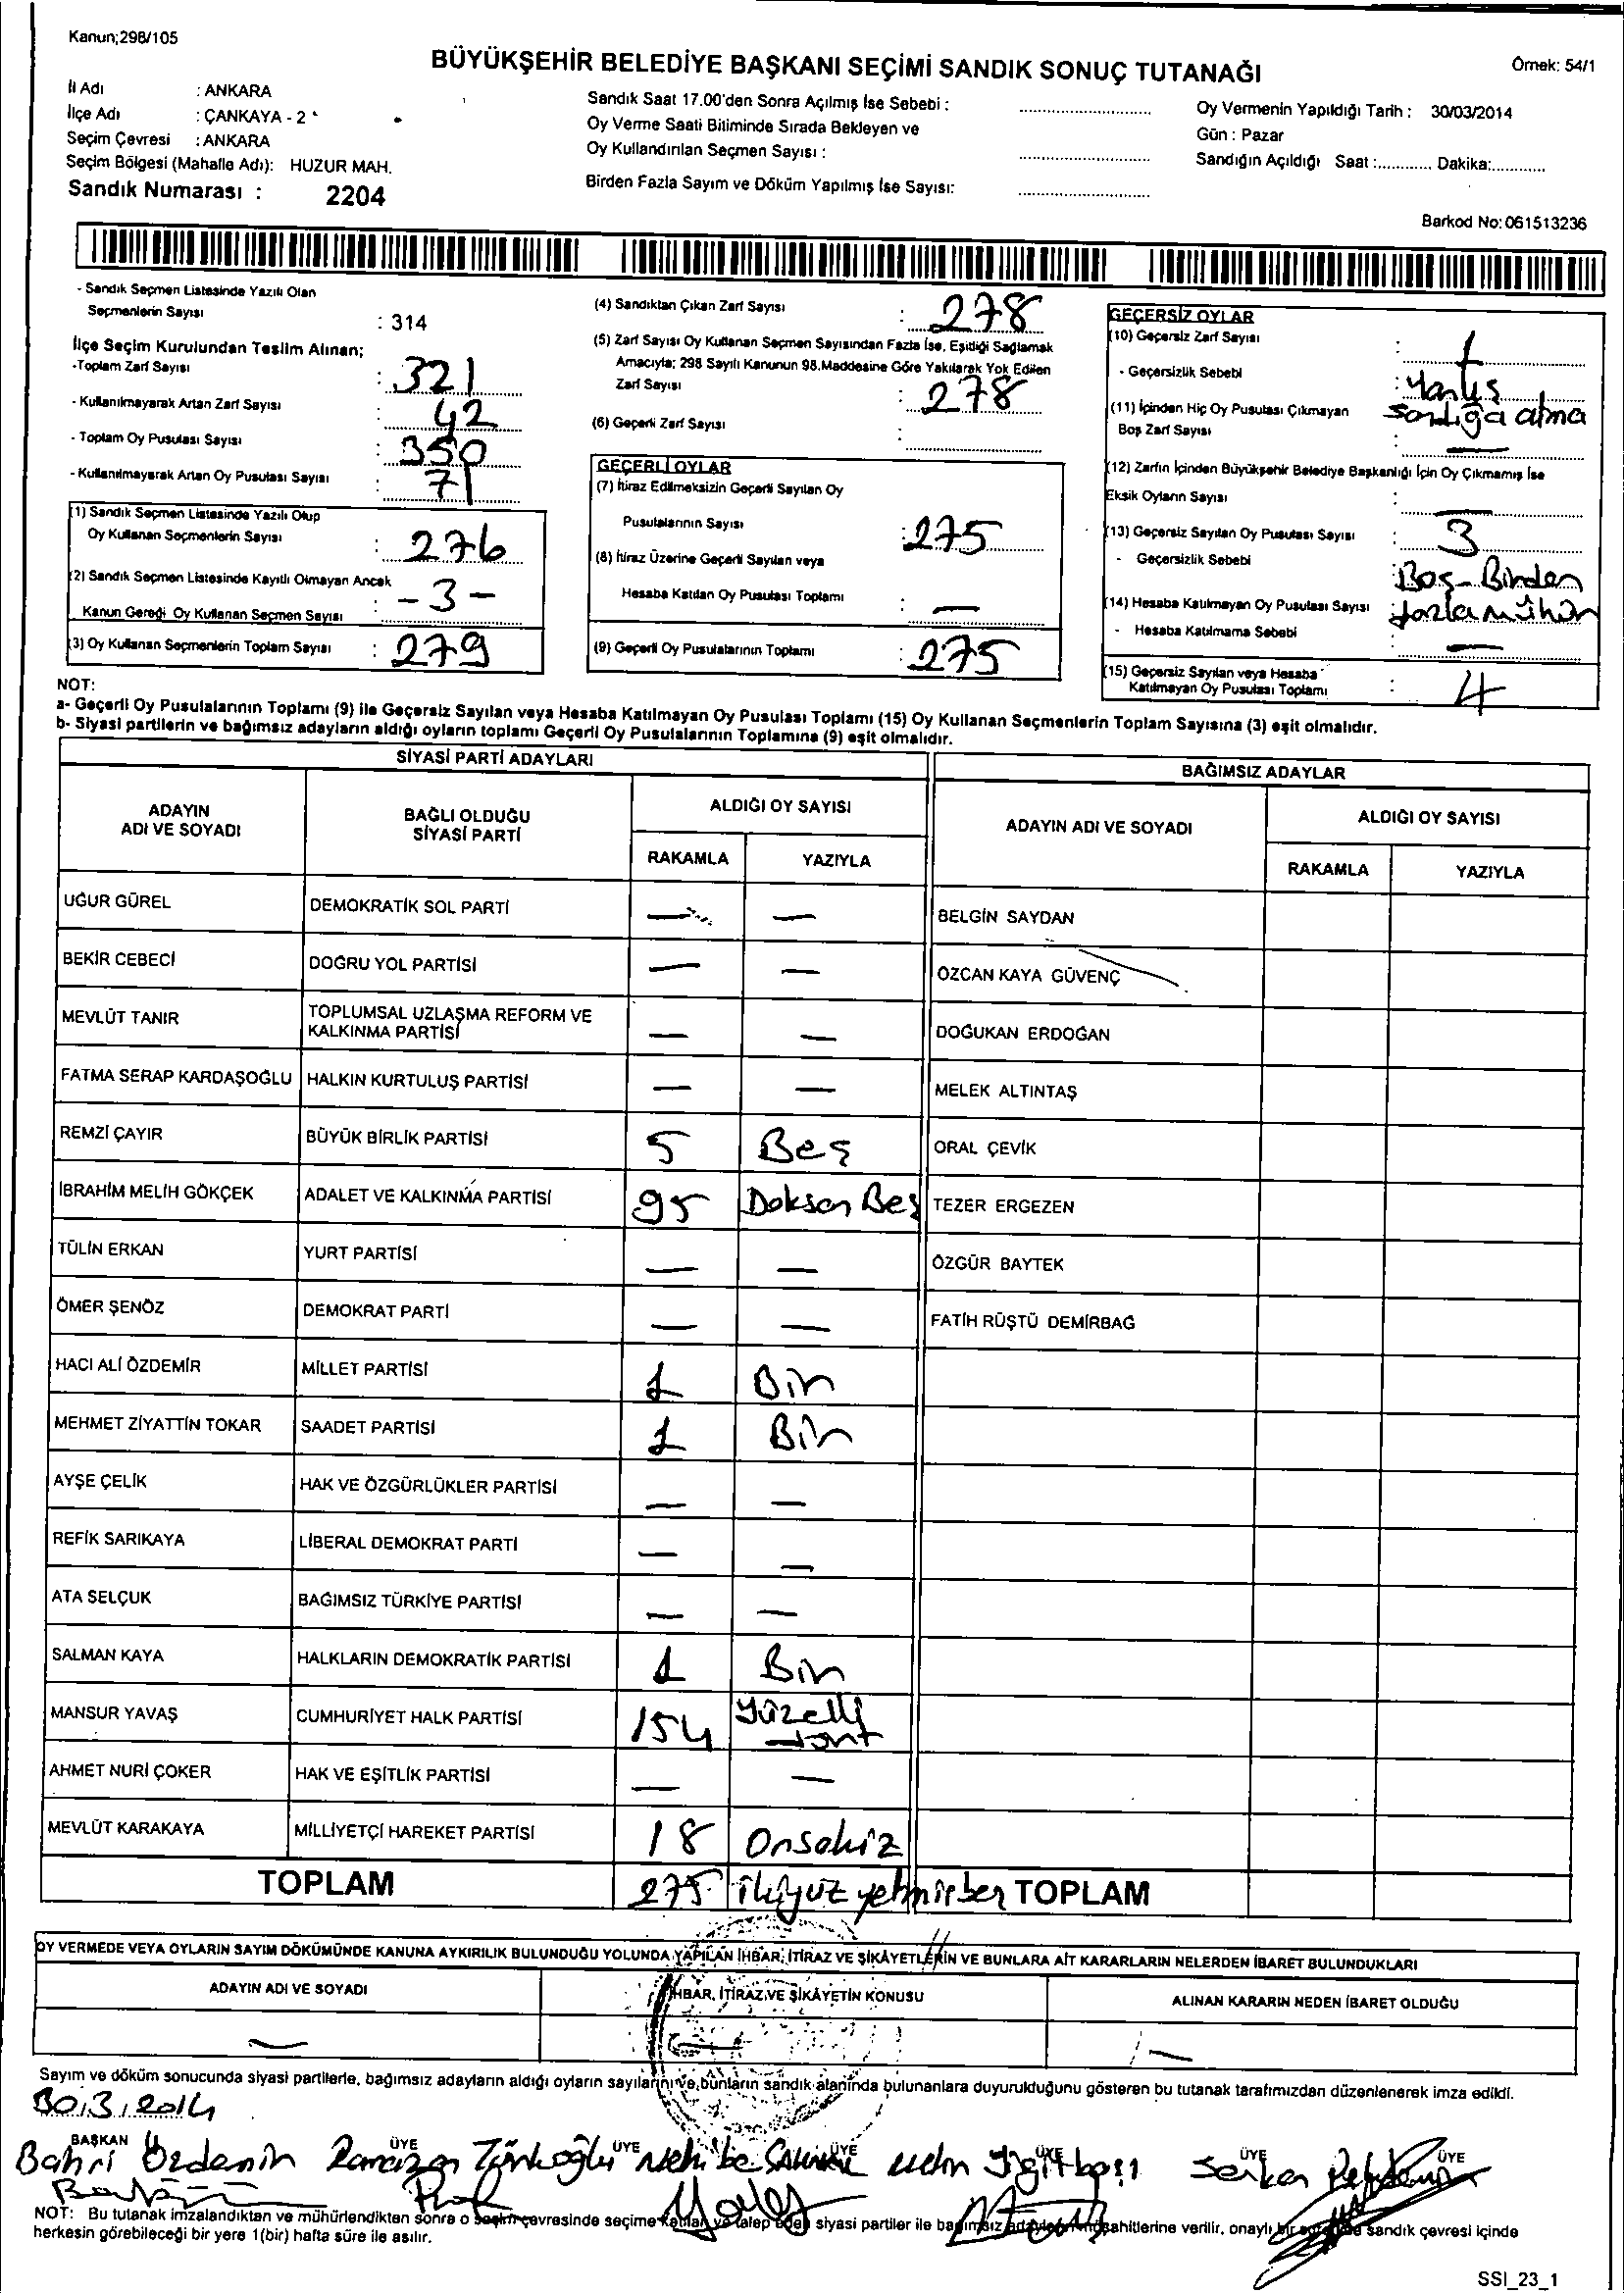 Kanun;298/105
BÜYÜKŞEHİR BELEDİYE BAŞKANI SEÇİMİ SANDIK SONUÇ TUTANAĞI
Örnek: 54/1
İli Adı : ANKARA
İlçe Adı : ÇANKAYA - 2
Seçim Çevresi : ANKARA
Seçim Bölgesi (Mahalle Adı): HUZUR MAH.
Sandık Numarası : 2204
Sandık Saat 17.00'den Sonra Açılmış İse Sebebi :
Oy Verme Saati Bitiminde Sırada Bekleyen ve
Oy Kullandırılan Seçmen Sayısı :
Birden Fazla Sayım ve Döküm Yapılmış İse Sayısı:
Oy Vermenin Yapıldığı Tarih : 30/03/2014
Gün : Pazar
Sandığın Açıldığı Saat :............ Dakika:.............
Barkod No: 061513236
- Sandık Seçmen Listesinde Yazılı Olan
Seçmenlerin Sayısı : 314
İlçe Seçim Kurulundan Teslim Alınan;
-Toplam Zarf Sayısı : 321
- Kullanılmayarak Artan Zarf Sayısı : 42
- Toplam Oy Pusulası Sayısı : 350
- Kullanılmayarak Artan Oy Pusulası Sayısı : 71
(1) Sandık Seçmen Listesinde Yazılı Olup
Oy Kullanan Seçmenlerin Sayısı : 276
(2) Sandık Seçmen Listesinde Kayıtlı Olmayan Ancak
Kanun Gereği Oy Kullanan Seçmen Sayısı : - 3 -
(3) Oy Kullanan Seçmenlerin Toplam Sayısı : 279
(4) Sandıktan Çıkan Zarf Sayısı : 278
(5) Zarf Sayısı Oy Kullanan Seçmen Sayısından Fazla İse, Eşitliği Sağlamak
Amacıyla; 298 Sayılı Kanunun 98.Maddesine Göre Yakılarak Yok Edilen
Zarf Sayısı : 278
(6) Geçerli Zarf Sayısı :
GEÇERLİ OYLAR
(7) İtiraz Edilmeksizin Geçerli Sayılan Oy
Pusulalarının Sayısı : 275
(8) İtiraz Üzerine Geçerli Sayılan veya
Hesaba Katılan Oy Pusulası Toplamı : —
(9) Geçerli Oy Pusulalarının Toplamı : 275
GEÇERSİZ OYLAR
(10) Geçersiz Zarf Sayısı : 1
- Geçersizlik Sebebi : Yanlış
sandığa atma
(11) İçinden Hiç Oy Pusulası Çıkmayan
Boş Zarf Sayısı : —
(12) Zarfın İçinden Büyükşehir Belediye Başkanlığı İçin Oy Çıkmamış İse
Eksik Oyların Sayısı : —
(13) Geçersiz Sayılan Oy Pusulası Sayısı : 3
- Geçersizlik Sebebi : Boş - Birden
fazla mühür
(14) Hesaba Katılmayan Oy Pusulası Sayısı :
- Hesaba Katılmama Sebebi : —
(15) Geçersiz Sayılan veya Hesaba
Katılmayan Oy Pusulası Toplamı : 4
NOT:
a- Geçerli Oy Pusulalarının Toplamı (9) ile Geçersiz Sayılan veya Hesaba Katılmayan Oy Pusulası Toplamı (15) Oy Kullanan Seçmenlerin Toplam Sayısına (3) eşit olmalıdır.
b- Siyasi partilerin ve bağımsız adayların aldığı oyların toplamı Geçerli Oy Pusulalarının Toplamına (9) eşit olmalıdır.
SİYASİ PARTİ ADAYLARI BAĞIMSIZ ADAYLAR
ADAYIN ADI VE SOYADI BAĞLI OLDUĞU SİYASİ PARTİ ALDIĞI OY SAYISI ADAYIN ADI VE SOYADI ALDIĞI OY SAYISI
RAKAMLA YAZIYLA RAKAMLA YAZIYLA
UĞUR GÜREL DEMOKRATİK SOL PARTİ — — BELGİN SAYDAN
BEKİR CEBECİ DOĞRU YOL PARTİSİ — — ÖZCAN KAYA GÜVENÇ
MEVLÜT TANIR TOPLUMSAL UZLAŞMA REFORM VE KALKINMA PARTİSİ — — DOĞUKAN ERDOĞAN
FATMA SERAP KARDAŞOĞLU HALKIN KURTULUŞ PARTİSİ — — MELEK ALTINTAŞ
REMZİ ÇAYIR BÜYÜK BİRLİK PARTİSİ 5 Beş ORAL ÇEVİK
İBRAHİM MELİH GÖKÇEK ADALET VE KALKINMA PARTİSİ 95 Doksan Beş TEZER ERGEZEN
TÜLİN ERKAN YURT PARTİSİ — — ÖZGÜR BAYTEK
ÖMER ŞENÖZ DEMOKRAT PARTİ — — FATİH RÜŞTÜ DEMİRBAĞ
HACI ALİ ÖZDEMİR MİLLET PARTİSİ 1 Bir
MEHMET ZİYATTİN TOKAR SAADET PARTİSİ 1 Bir
AYŞE ÇELİK HAK VE ÖZGÜRLÜKLER PARTİSİ — —
REFİK SARIKAYA LİBERAL DEMOKRAT PARTİ — —
ATA SELÇUK BAĞIMSIZ TÜRKİYE PARTİSİ — —
SALMAN KAYA HALKLARIN DEMOKRATİK PARTİSİ 1 Bir
MANSUR YAVAŞ CUMHURİYET HALK PARTİSİ 154 Yüzelli dört
AHMET NURİ ÇOKER HAK VE EŞİTLİK PARTİSİ — —
MEVLÜT KARAKAYA MİLLİYETÇİ HAREKET PARTİSİ 18 Onsekiz
TOPLAM 275 ikiyüz yetmişbeş TOPLAM
OY VERMEDE VEYA OYLARIN SAYIM DÖKÜMÜNDE KANUNA AYKIRILIK BULUNDUĞU YOLUNDA YAPILAN İHBAR, İTİRAZ VE ŞİKAYETLERİN VE BUNLARA AİT KARARLARIN NELERDEN İBARET BULUNDUKLARI
ADAYIN ADI VE SOYADI İHBAR, İTİRAZ VE ŞİKAYETİN KONUSU ALINAN KARARIN NEDEN İBARET OLDUĞU
— — —
Sayım ve döküm sonucunda siyasi partilerle, bağımsız adayların aldığı oyların sayılarını ve bunların sandık alanında bulunanlara duyurulduğunu gösteren bu tutanak tarafımızdan düzenlenerek imza edildi.
30.3.2014
BAŞKAN ÜYE ÜYE ÜYE ÜYE ÜYE ÜYE
Bahri Özdemir Ramazan Türkoğlu Yiğitbaşı Serkan
NOT: Bu tutanak imzalandıktan ve mühürlendikten sonra o seçim çevresinde seçime katılan ve talep eden siyasi partiler ile bağımsız adayların müşahitlerine verilir, onaylı bir sureti de sandık çevresi içinde
herkesin görebileceği bir yere 1(bir) hafta süre ile asılır.
SSI_23_1